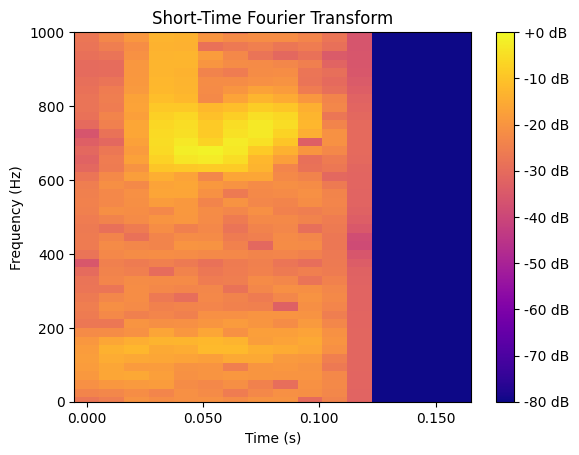 Short-Time Fourier Transform
1000
800
600
400
200
0
Frequency (Hz)
0.000
0.050
0.100
0.150
Time (s)
+0 dB
-10 dB
-20 dB
-30 dB
-40 dB
-50 dB
-60 dB
-70 dB
-80 dB